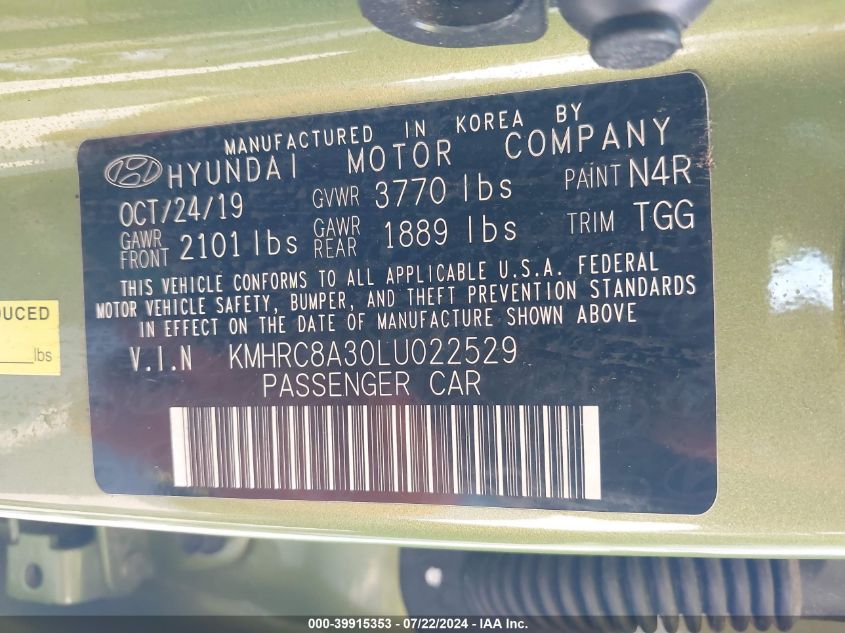 MANUFACTURED IN KOREA BY
HYUNDAI MOTOR COMPANY
OCT/24/19 GVWR 3770 lbs PAINT N4R
GAWR FRONT 2101 lbs GAWR REAR 1889 lbs TRIM TGG
THIS VEHICLE CONFORMS TO ALL APPLICABLE U.S.A. FEDERAL
MOTOR VEHICLE SAFETY, BUMPER, AND THEFT PREVENTION STANDARDS
IN EFFECT ON THE DATE OF MANUFACTURE SHOWN ABOVE
V.I.N KMHRC8A30LU022529
PASSENGER CAR
lbs
000-39915353 - 07/22/2024 - IAA Inc.